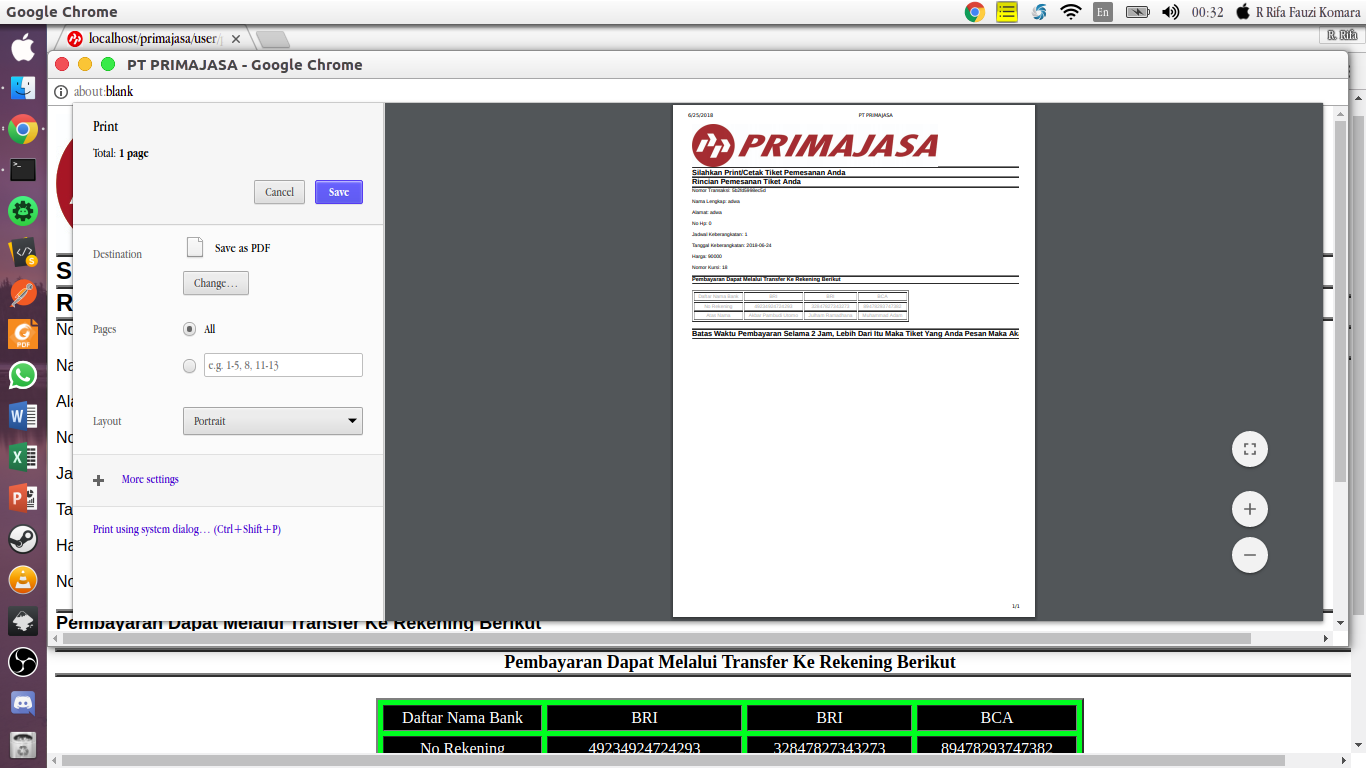 Google Chrome
En
00:32
R Rifa Fauzi Komara
localhost/primajasa/user/
R. Rifa
PT PRIMAJASA - Google Chrome
about:blank
Print
Total: 1 page
Cancel
Save
Destination
Save as PDF
Change...
Pages
All
e.g. 1-5, 8, 11-13
Layout
Portrait
More settings
Print using system dialog... (Ctrl+Shift+P)
6/25/2018
PT PRIMAJASA
PRIMAJASA
Silahkan Print/Cetak Tiket Pemesanan Anda
Rincian Pemesanan Tiket Anda
Nomor Transaksi:
Nama Lengkap: adwa
Alamat: adwa
No Hp: 0
Jadwal Keberangkatan: 1
Tanggal Keberangkatan: 2018-06-24
Harga: 90000
Nomor Kursi: 18
Pembayaran Dapat Melalui Transfer Ke Rekening Berikut
Daftar Nama Bank BRI BRI BCA
No Rekening 49234924724293 32847827343273 89478293747382
Atas Nama
Batas Waktu Pembayaran Selama 2 Jam, Lebih Dari Itu Maka Tiket Yang Anda Pesan Maka Ak
1/1
S
R
No
Na
Ala
No
Ja
Ta
Ha
No
Pembayaran Dapat Melalui Transfer Ke Rekening Berikut
Pembayaran Dapat Melalui Transfer Ke Rekening Berikut
Daftar Nama Bank BRI BRI BCA
No Rekening 49234924724293 32847827343273 89478293747382